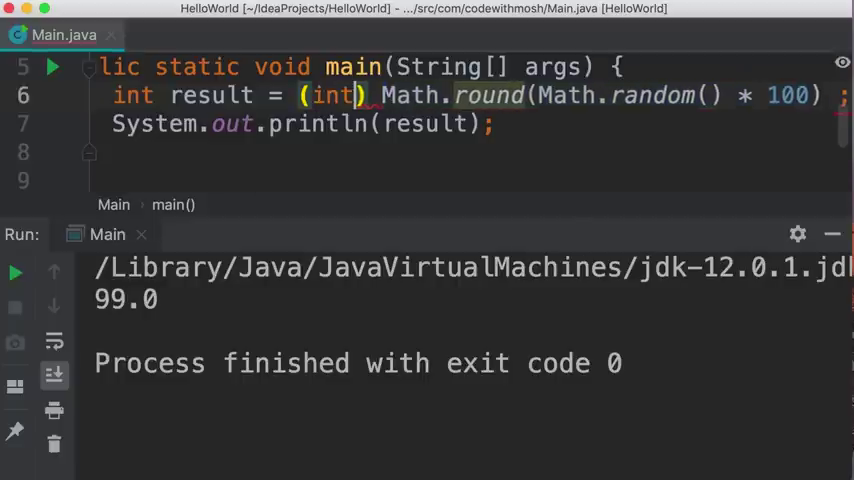 HelloWorld [~/IdeaProjects/HelloWorld] - .../src/com/codewithmosh/Main.java [HelloWorld]
Main.java
5 lic static void main(String[] args) {
6 int result = (int) Math.round(Math.random() * 100) ;
7 System.out.println(result);
8
9
Main › main()
Run: Main
/Library/Java/JavaVirtualMachines/jdk-12.0.1.jd
99.0
Process finished with exit code 0